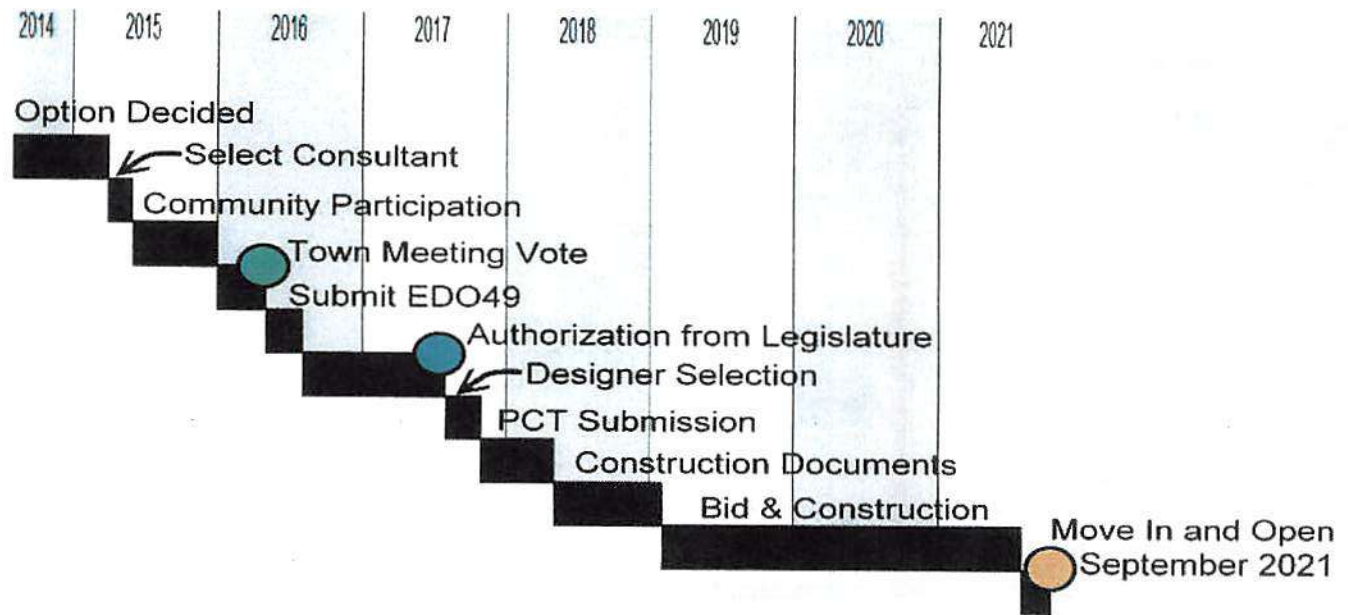 2014 2015 2016 2017 2018 2019 2020 2021
Option Decided
Select Consultant
Community Participation
Town Meeting Vote
Submit EDO49
Authorization from Legislature
Designer Selection
PCT Submission
Construction Documents
Bid & Construction
Move In and Open
September 2021